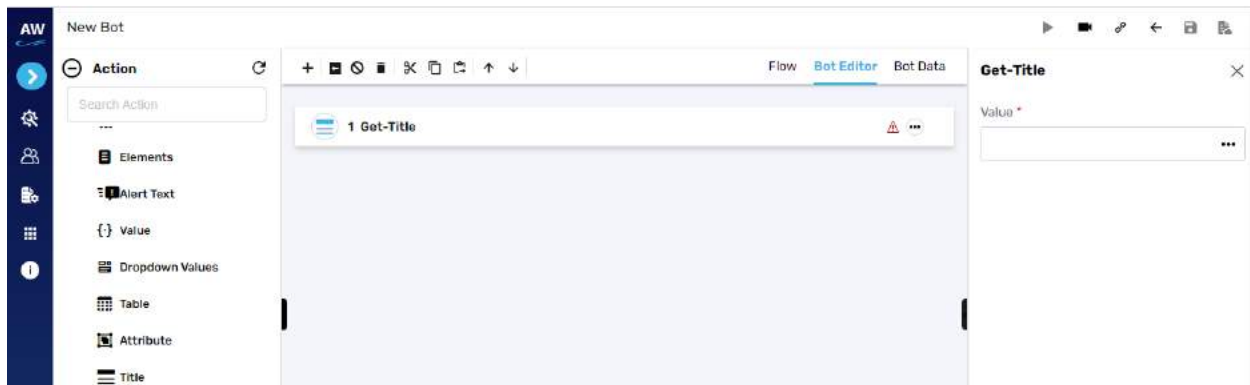 AW
New Bot
Action
Search Action
Elements
Alert Text
{·} Value
Dropdown Values
Table
Attribute
Title
Flow
Bot Editor
Bot Data
1 Get-Title
Get-Title
Value *